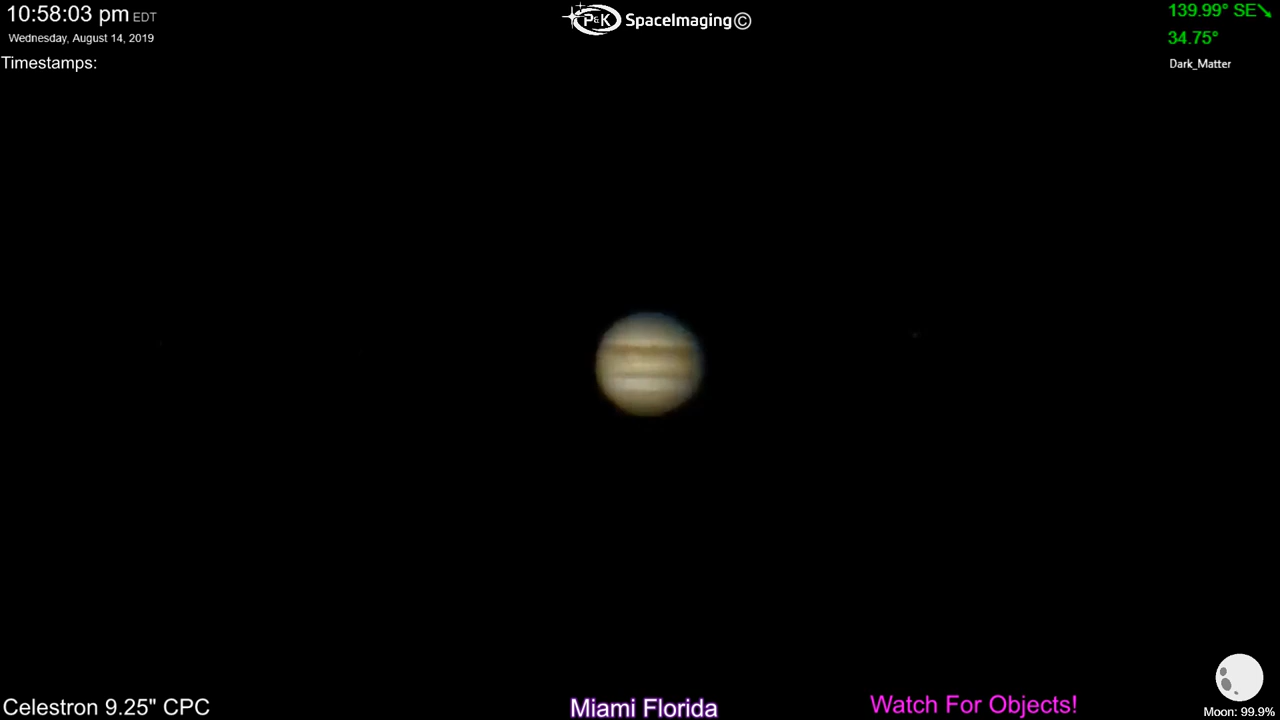 10:58:03 pm EDT
Wednesday, August 14, 2019
Timestamps:
P&K SpaceImaging©
139.99° SE↘
34.75°
Dark_Matter
Celestron 9.25" CPC
Miami Florida
Watch For Objects!
Moon: 99.9%